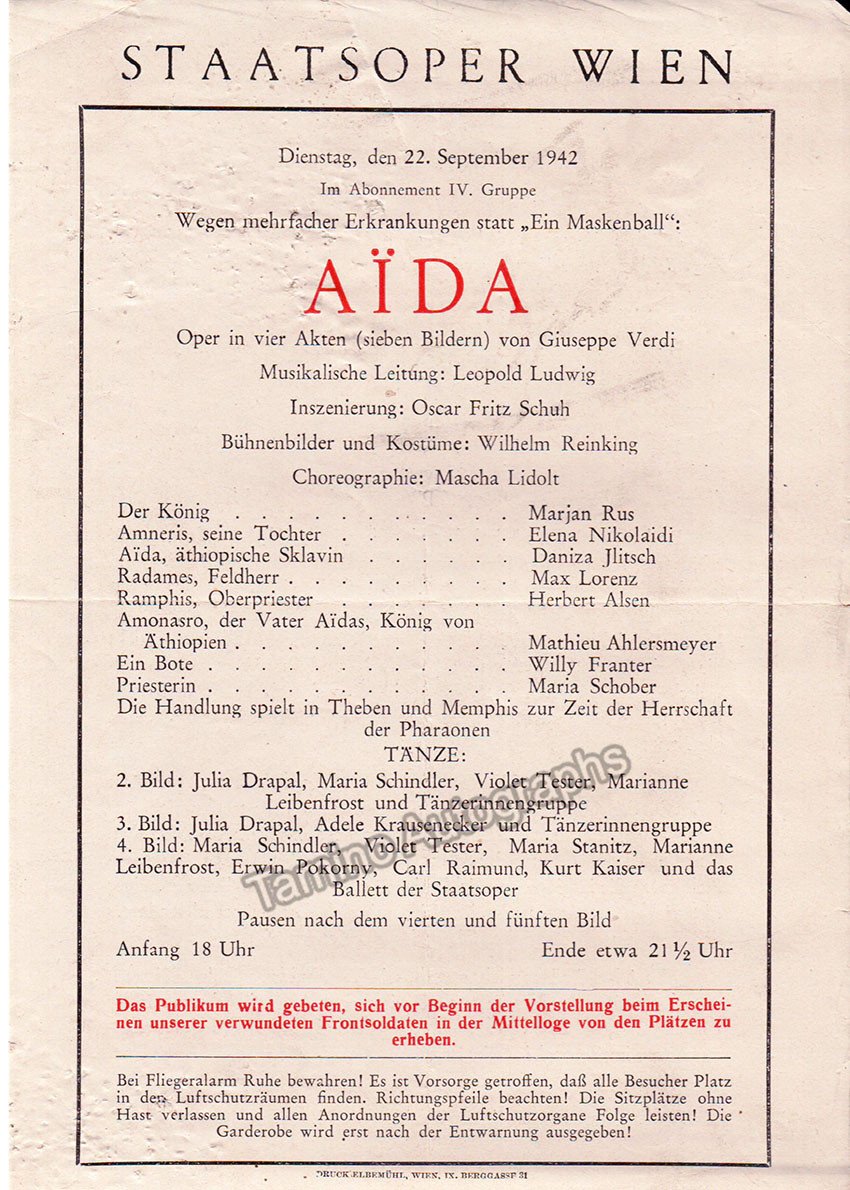 STAATSOPER WIEN
Dienstag, den 22. September 1942
Im Abonnement IV. Gruppe
Wegen mehrfacher Erkrankungen statt „Ein Maskenball“:
AÏDA
Oper in vier Akten (sieben Bildern) von Giuseppe Verdi
Musikalische Leitung: Leopold Ludwig
Inszenierung: Oscar Fritz Schuh
Bühnenbilder und Kostüme: Wilhelm Reinking
Choreographie: Mascha Lidolt
Der König . . . . . . . . . . . . Marjan Rus
Amneris, seine Tochter . . . . . . . Elena Nikolaidi
Aïda, äthiopische Sklavin . . . . . . Daniza Jlitsch
Radames, Feldherr . . . . . . . . . Max Lorenz
Ramphis, Oberpriester . . . . . . . Herbert Alsen
Amonasro, der Vater Aïdas, König von
Äthiopien . . . . . . . . . . . Mathieu Ahlersmeyer
Ein Bote . . . . . . . . . . . . Willy Franter
Priesterin . . . . . . . . . . . . Maria Schober
Die Handlung spielt in Theben und Memphis zur Zeit der Herrschaft
der Pharaonen
TÄNZE:
2. Bild: Julia Drapal, Maria Schindler, Violet Tester, Marianne
Leibenfrost und Tänzerinnengruppe
3. Bild: Julia Drapal, Adele Krausenecker und Tänzerinnengruppe
4. Bild: Maria Schindler, Violet Tester, Maria Stanitz, Marianne
Leibenfrost, Erwin Pokorny, Carl Raimund, Kurt Kaiser und das
Ballett der Staatsoper
Tamino Autographs
Pausen nach dem vierten und fünften Bild
Anfang 18 Uhr Ende etwa 21 ½ Uhr
Das Publikum wird gebeten, sich vor Beginn der Vorstellung beim Erschei-
nen unserer verwundeten Frontsoldaten in der Mittelloge von den Plätzen zu
erheben.
Bei Fliegeralarm Ruhe bewahren! Es ist Vorsorge getroffen, daß alle Besucher Platz
in den Luftschutzräumen finden. Richtungspfeile beachten! Die Sitzplätze ohne
Hast verlassen und allen Anordnungen der Luftschutzorgane Folge leisten! Die
Garderobe wird erst nach der Entwarnung ausgegeben!
DRUCK ELBEMÜHL, WIEN, IX. BERGGASSE 31